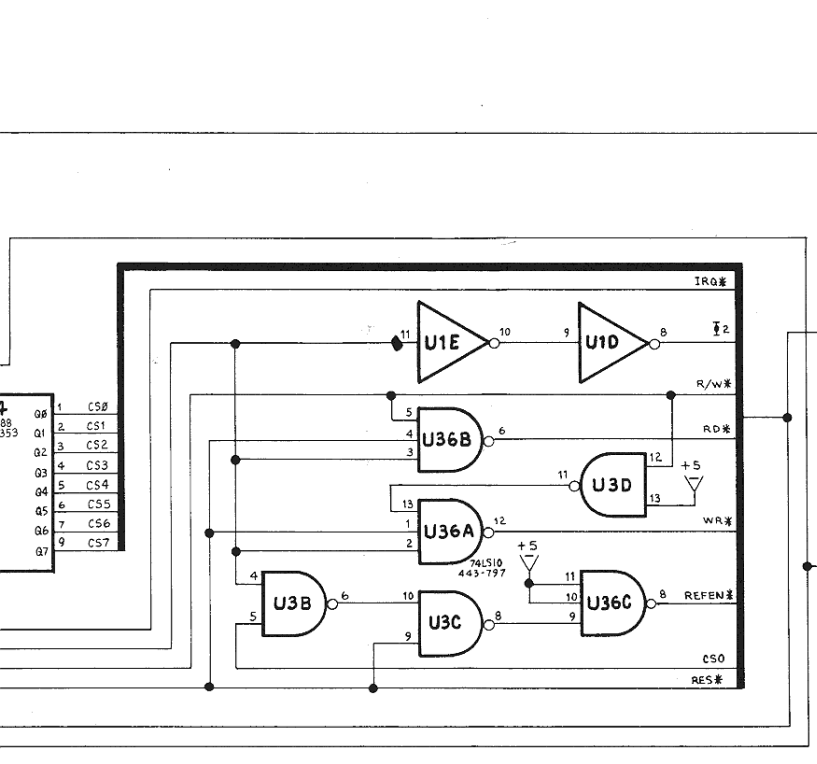 IRQ*
11 U1E 10 9 U1D 8 Φ2
R/W*
88
353
Q0 1 CS0
Q1 2 CS1
Q2 3 CS2
Q3 4 CS3
Q4 5 CS4
Q5 6 CS5
Q6 7 CS6
Q7 9 CS7
5
4 U36B 6 RD*
3
11 U3D 12 +5
13
13
1 U36A 12 WR*
2
74LS10
443-797
+5
4
U3B 6
5
10
U3C 8
9
11
10 U36C 8 REFEN*
9
CSO
RES*